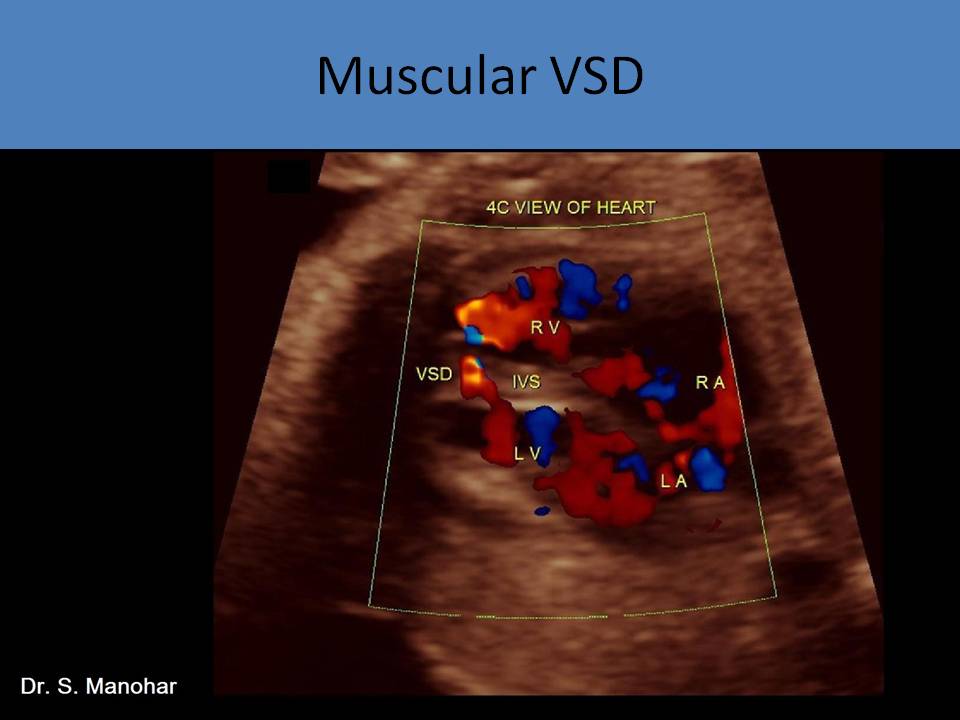 Muscular VSD
4C VIEW OF HEART
R V
VSD
IVS
R A
L V
L A
Dr. S. Manohar